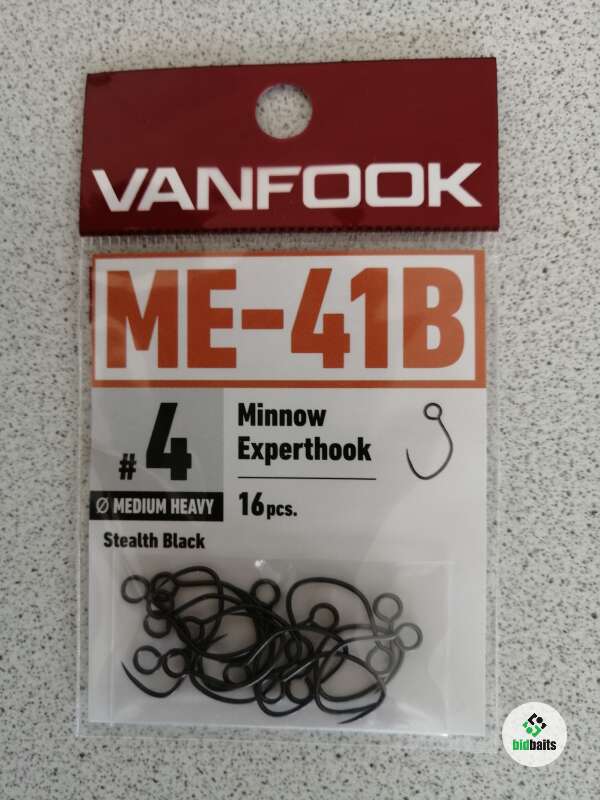 VANFOOK
ME-41B
#4
Minnow
Experthook
Ø MEDIUM HEAVY
16pcs.
Stealth Black
bidbaits